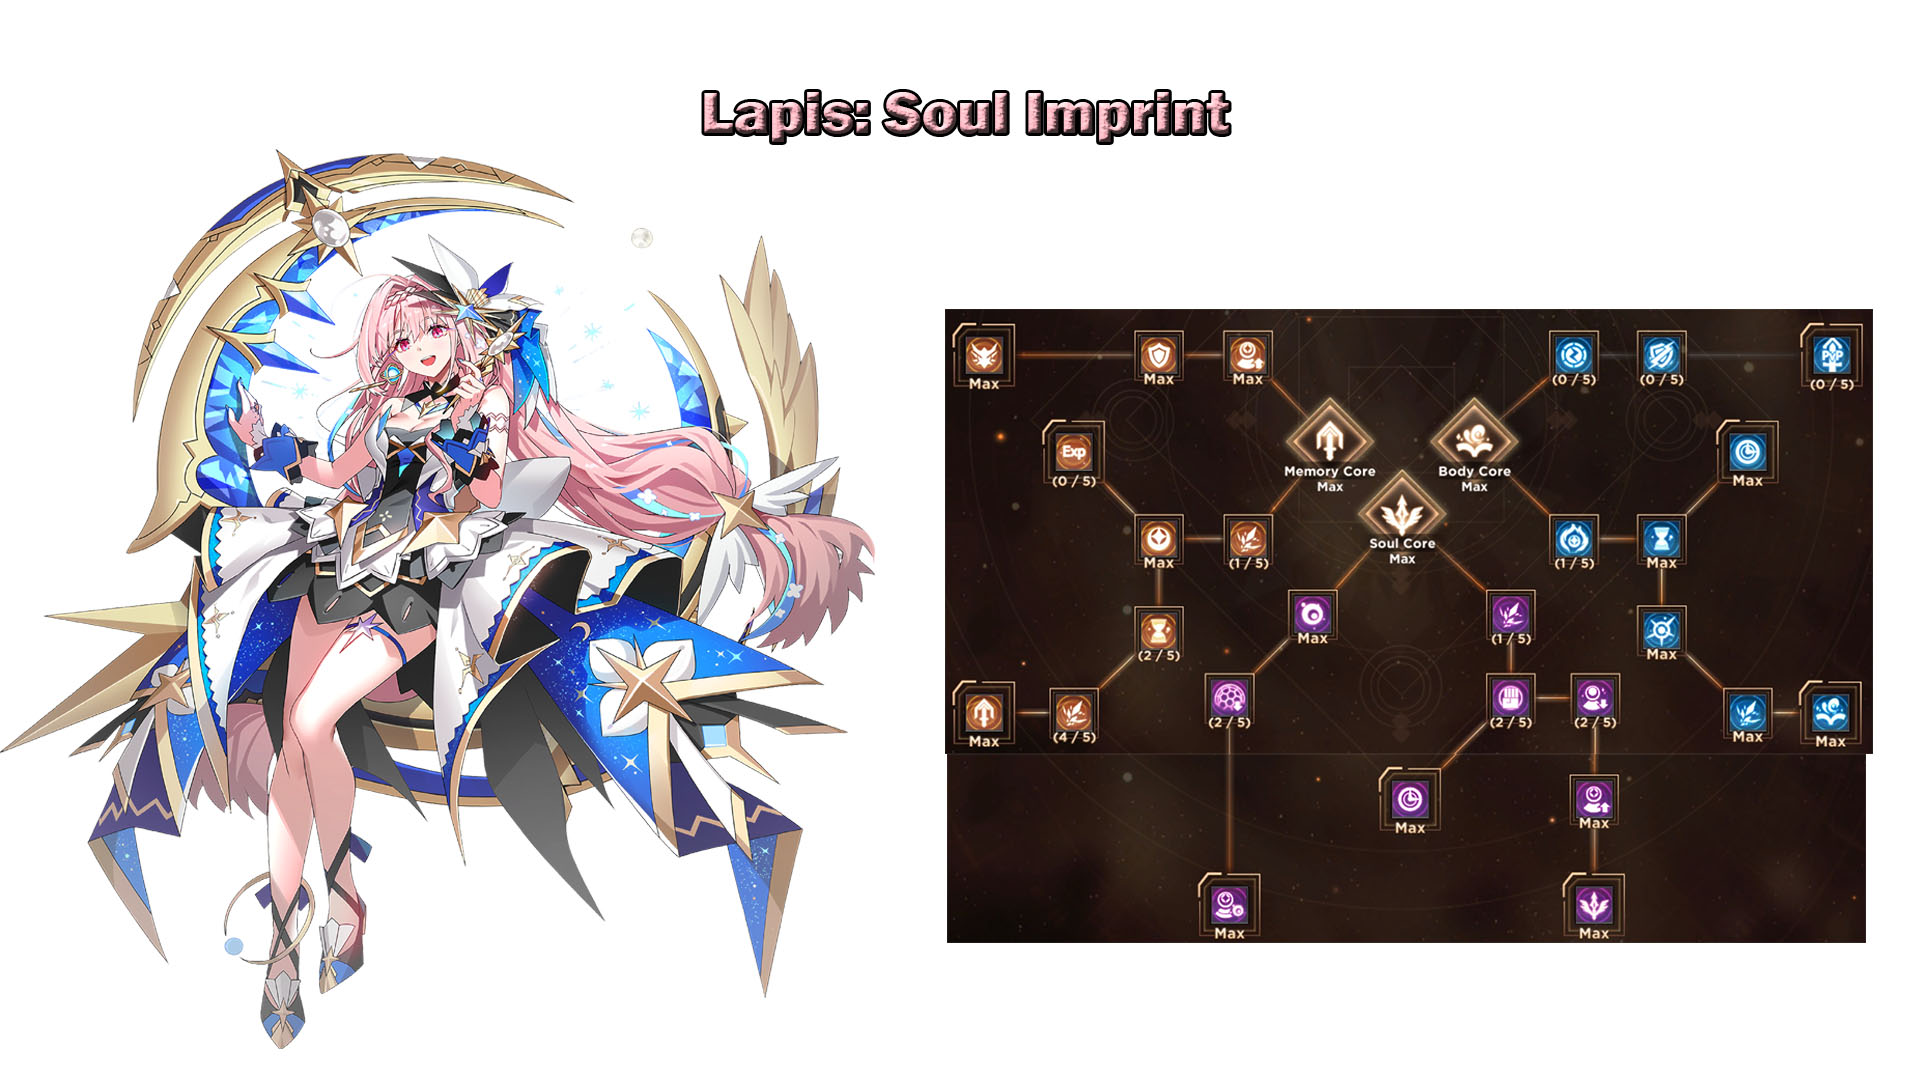 Lapis: Soul Imprint
Max
Max
Max
(0 / 5)
(0 / 5)
PVP
(0 / 5)
Exp
(0 / 5)
Memory Core
Max
Body Core
Max
Max
Soul Core
Max
Max
(1 / 5)
(1 / 5)
Max
Max
(1 / 5)
(2 / 5)
Max
Max
(4 / 5)
(2 / 5)
(2 / 5)
(2 / 5)
Max
Max
Max
Max
Max
Max